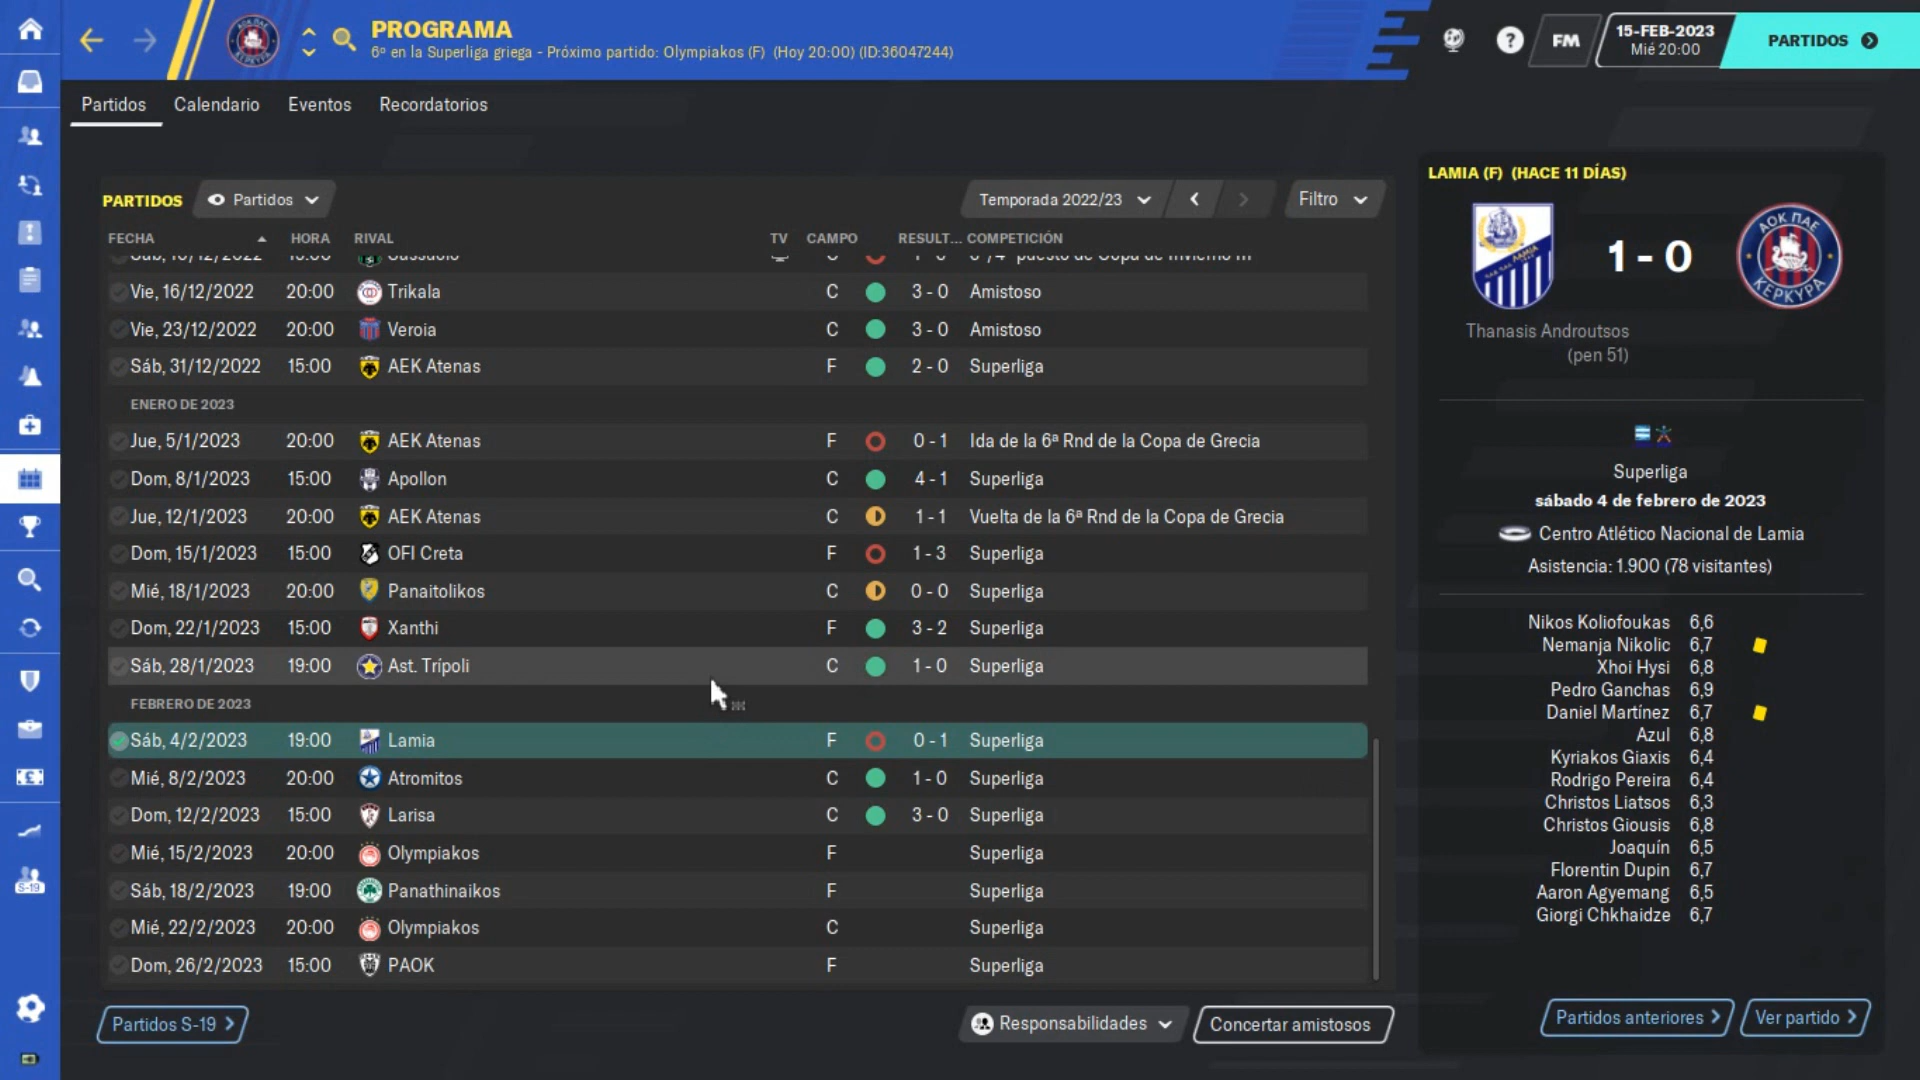 PROGRAMA
6º en la Superliga griega - Próximo partido: Olympiakos (F) (Hoy 20:00) (ID:36047244)
FM
15-FEB-2023
Mié 20:00
PARTIDOS
Partidos
Calendario
Eventos
Recordatorios
PARTIDOS
Partidos
Temporada 2022/23
Filtro
FECHA HORA RIVAL TV CAMPO RESULT... COMPETICIÓN
Vie, 16/12/2022 20:00 Trikala C 3 - 0 Amistoso
Vie, 23/12/2022 20:00 Veroia C 3 - 0 Amistoso
Sáb, 31/12/2022 15:00 AEK Atenas F 2 - 0 Superliga
ENERO DE 2023
Jue, 5/1/2023 20:00 AEK Atenas F 0 - 1 Ida de la 6ª Rnd de la Copa de Grecia
Dom, 8/1/2023 15:00 Apollon C 4 - 1 Superliga
Jue, 12/1/2023 20:00 AEK Atenas C 1 - 1 Vuelta de la 6ª Rnd de la Copa de Grecia
Dom, 15/1/2023 15:00 OFI Creta F 1 - 3 Superliga
Mié, 18/1/2023 20:00 Panaitolikos C 0 - 0 Superliga
Dom, 22/1/2023 15:00 Xanthi F 3 - 2 Superliga
Sáb, 28/1/2023 19:00 Ast. Trípoli C 1 - 0 Superliga
FEBRERO DE 2023
Sáb, 4/2/2023 19:00 Lamia F 0 - 1 Superliga
Mié, 8/2/2023 20:00 Atromitos C 1 - 0 Superliga
Dom, 12/2/2023 15:00 Larisa C 3 - 0 Superliga
Mié, 15/2/2023 20:00 Olympiakos F Superliga
Sáb, 18/2/2023 19:00 Panathinaikos F Superliga
Mié, 22/2/2023 20:00 Olympiakos C Superliga
Dom, 26/2/2023 15:00 PAOK F Superliga
Partidos S-19
Responsabilidades
Concertar amistosos
S-19
LAMIA (F) (HACE 11 DÍAS)
1 - 0
ΑΟΚ ΠΑΕ
ΚΕΡΚΥΡΑ
Thanasis Androutsos
(pen 51)
Superliga
sábado 4 de febrero de 2023
Centro Atlético Nacional de Lamia
Asistencia: 1.900 (78 visitantes)
Nikos Koliofoukas 6,6
Nemanja Nikolic 6,7
Xhoi Hysi 6,8
Pedro Ganchas 6,9
Daniel Martínez 6,7
Azul 6,8
Kyriakos Giaxis 6,4
Rodrigo Pereira 6,4
Christos Liatsos 6,3
Christos Giousis 6,8
Joaquín 6,5
Florentin Dupin 6,7
Aaron Agyemang 6,5
Giorgi Chkhaidze 6,7
Partidos anteriores
Ver partido